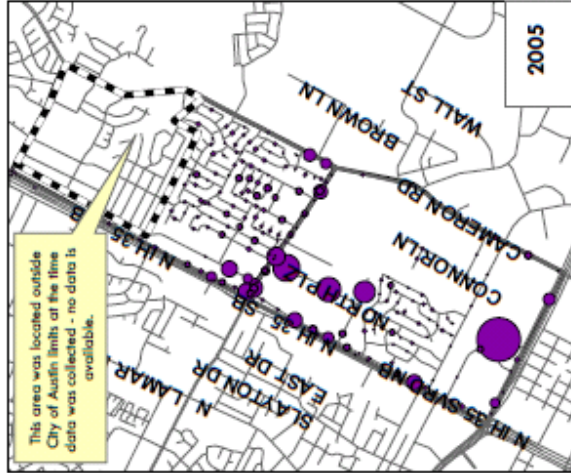 This area was located outside
City of Austin limits at the time
data was collected - no data is
available.
N IH 35
N LAMAR
SLAYTON DR
EAST DR
N IH 35
SB
NORTH PLZ
N IH 35 SVRD NB
CONNOR LN
CAMERON RD
BROWN LN
WALL ST
2005